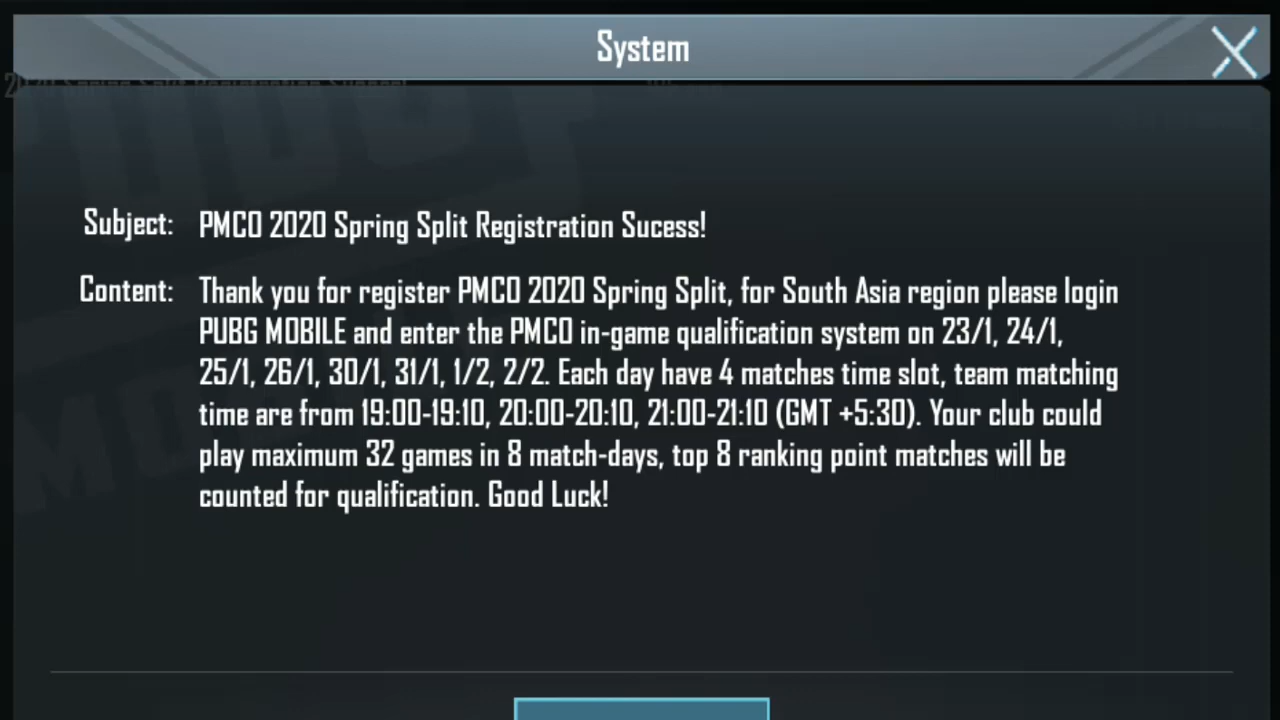 System
Subject: PMCO 2020 Spring Split Registration Sucess!
Content: Thank you for register PMCO 2020 Spring Split, for South Asia region please login
PUBG MOBILE and enter the PMCO in-game qualification system on 23/1, 24/1,
25/1, 26/1, 30/1, 31/1, 1/2, 2/2. Each day have 4 matches time slot, team matching
time are from 19:00-19:10, 20:00-20:10, 21:00-21:10 (GMT +5:30). Your club could
play maximum 32 games in 8 match-days, top 8 ranking point matches will be
counted for qualification. Good Luck!